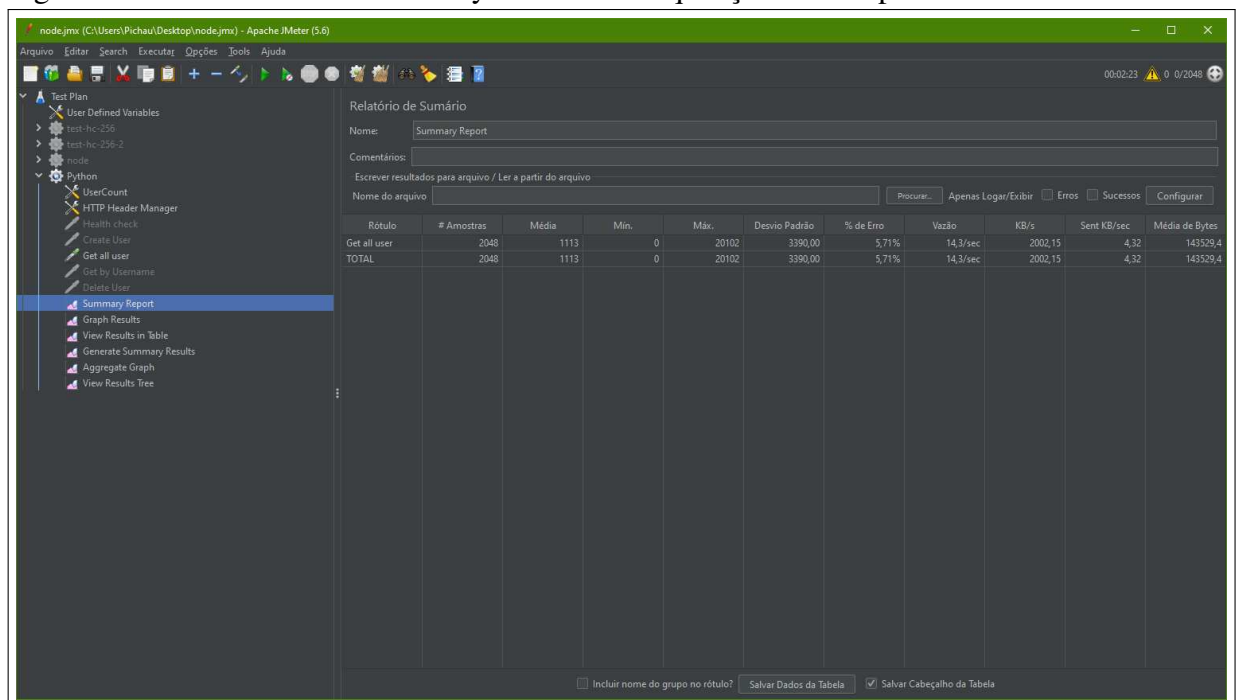 node.jmx (C:\Users\Pichau\Desktop\node.jmx) - Apache JMeter (5.6)
Arquivo Editar Search Executar Opções Tools Ajuda
00:02:23 0 0/2048
Test Plan
User Defined Variables
test-hc-256
test-hc-256-2
node
Python
UserCount
HTTP Header Manager
Health check
Create User
Get all user
Get by Username
Delete User
Summary Report
Graph Results
View Results in Table
Generate Summary Results
Aggregate Graph
View Results Tree
Relatório de Sumário
Nome: Summary Report
Comentários:
Escrever resultados para arquivo / Ler a partir do arquivo
Nome do arquivo Procurar... Apenas Logar/Exibir Erros Sucessos Configurar
Rótulo # Amostras Média Mín. Máx. Desvio Padrão % de Erro Vazão KB/s Sent KB/sec Média de Bytes
Get all user 2048 1113 0 20102 3390,00 5,71% 14,3/sec 2002,15 4,32 143529,4
TOTAL 2048 1113 0 20102 3390,00 5,71% 14,3/sec 2002,15 4,32 143529,4
Incluir nome do grupo no rótulo? Salvar Dados da Tabela Salvar Cabeçalho da Tabela